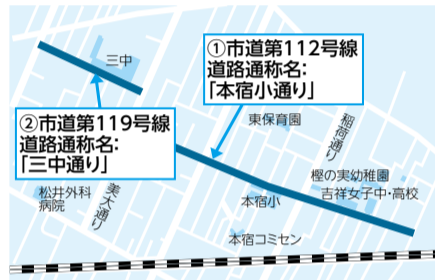 三中
①市道第112号線
道路通称名：
「本宿小通り」
②市道第119号線
道路通称名：
「三中通り」
東保育園
稲荷通り
松井外科
病院
美大通り
本宿小
樫の実幼稚園
吉祥女子中・高校
本宿コミセン